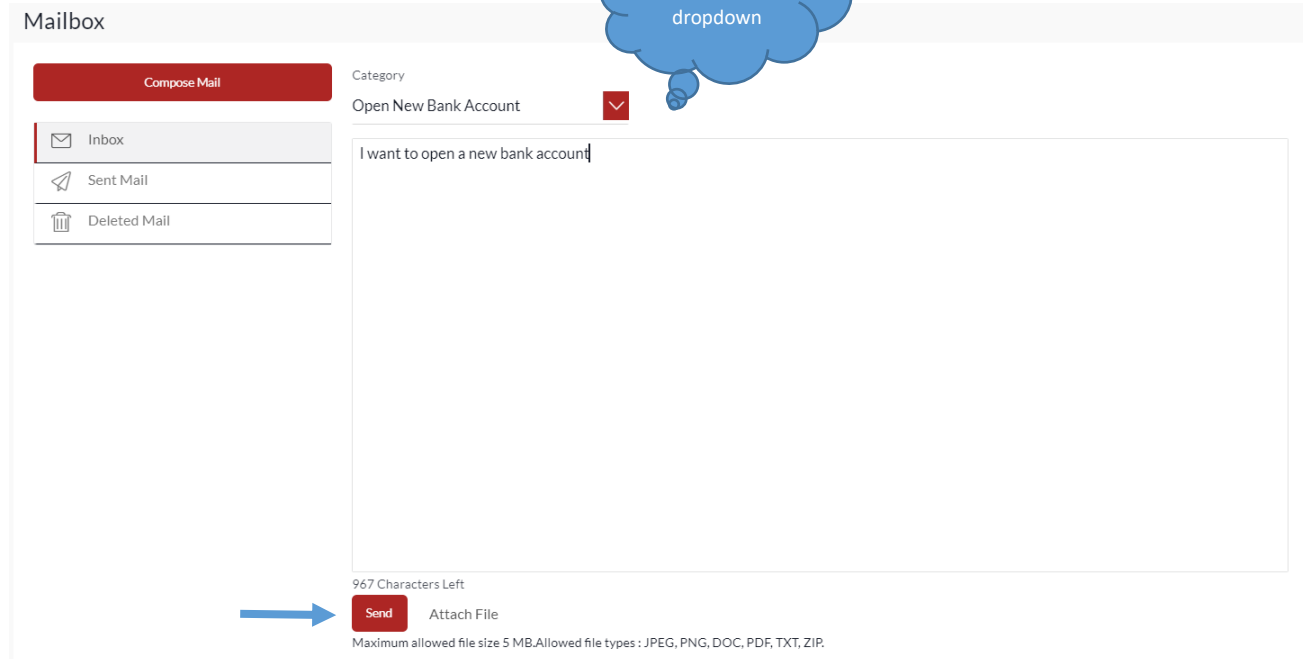 dropdown
Mailbox
Compose Mail
Inbox
Sent Mail
Deleted Mail
Category
Open New Bank Account
I want to open a new bank account
967 Characters Left
Send
Attach File
Maximum allowed file size 5 MB.Allowed file types : JPEG, PNG, DOC, PDF, TXT, ZIP.